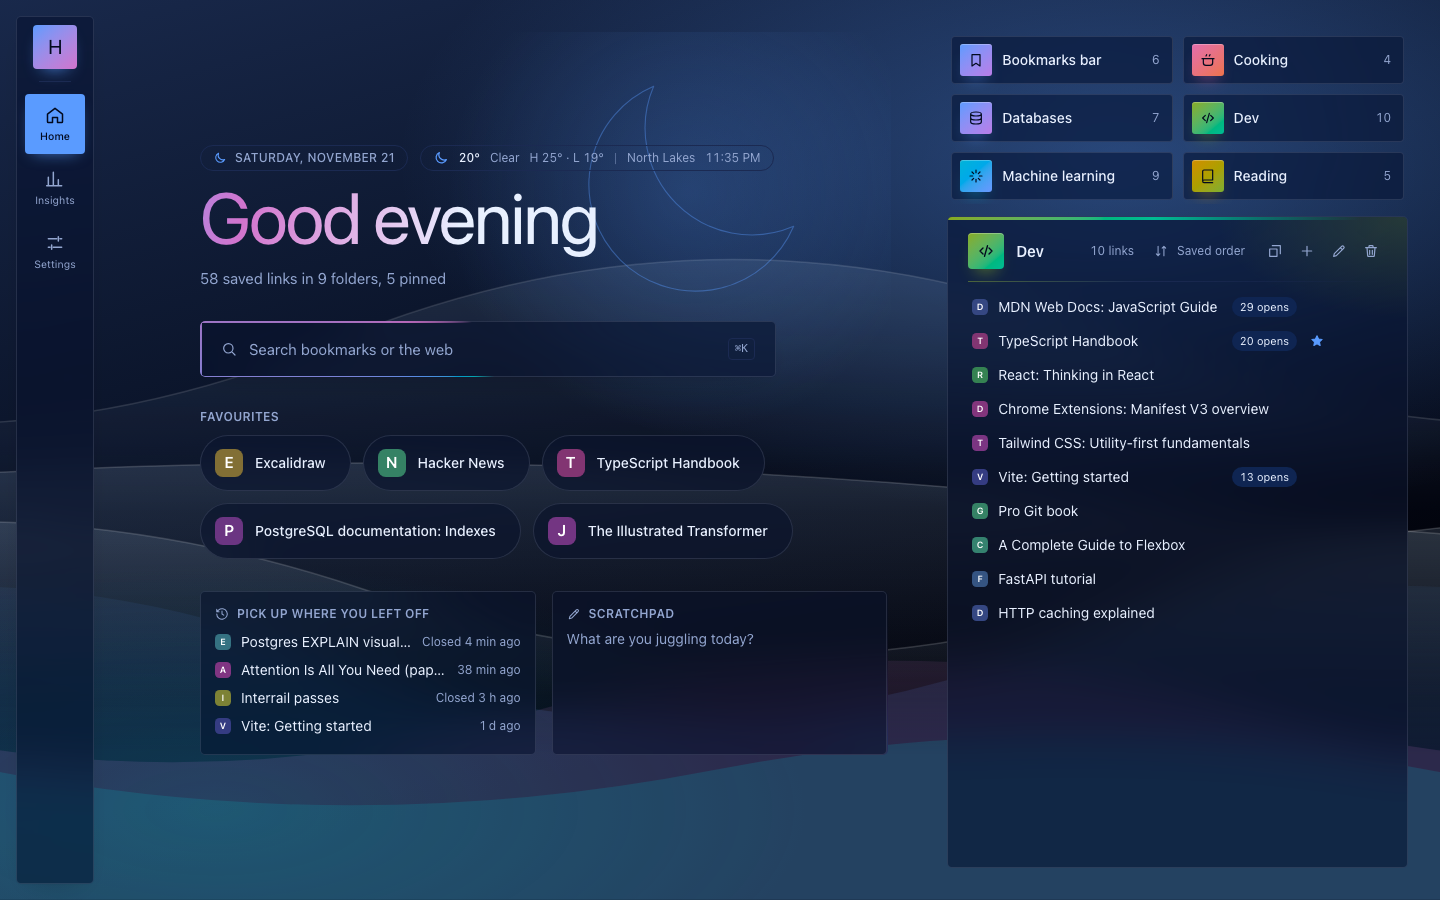 H
Home
Insights
Settings
SATURDAY, NOVEMBER 21
20° Clear H 25° · L 19° | North Lakes 11:35 PM
Good evening
58 saved links in 9 folders, 5 pinned
Search bookmarks or the web ⌘K
FAVOURITES
E Excalidraw
N Hacker News
T TypeScript Handbook
P PostgreSQL documentation: Indexes
J The Illustrated Transformer
PICK UP WHERE YOU LEFT OFF
E Postgres EXPLAIN visual... Closed 4 min ago
A Attention Is All You Need (pap... 38 min ago
I Interrail passes Closed 3 h ago
V Vite: Getting started 1 d ago
SCRATCHPAD
What are you juggling today?
Bookmarks bar 6
Cooking 4
Databases 7
Dev 10
Machine learning 9
Reading 5
Dev 10 links Saved order
D MDN Web Docs: JavaScript Guide 29 opens
T TypeScript Handbook 20 opens
R React: Thinking in React
D Chrome Extensions: Manifest V3 overview
T Tailwind CSS: Utility-first fundamentals
V Vite: Getting started 13 opens
G Pro Git book
C A Complete Guide to Flexbox
F FastAPI tutorial
D HTTP caching explained